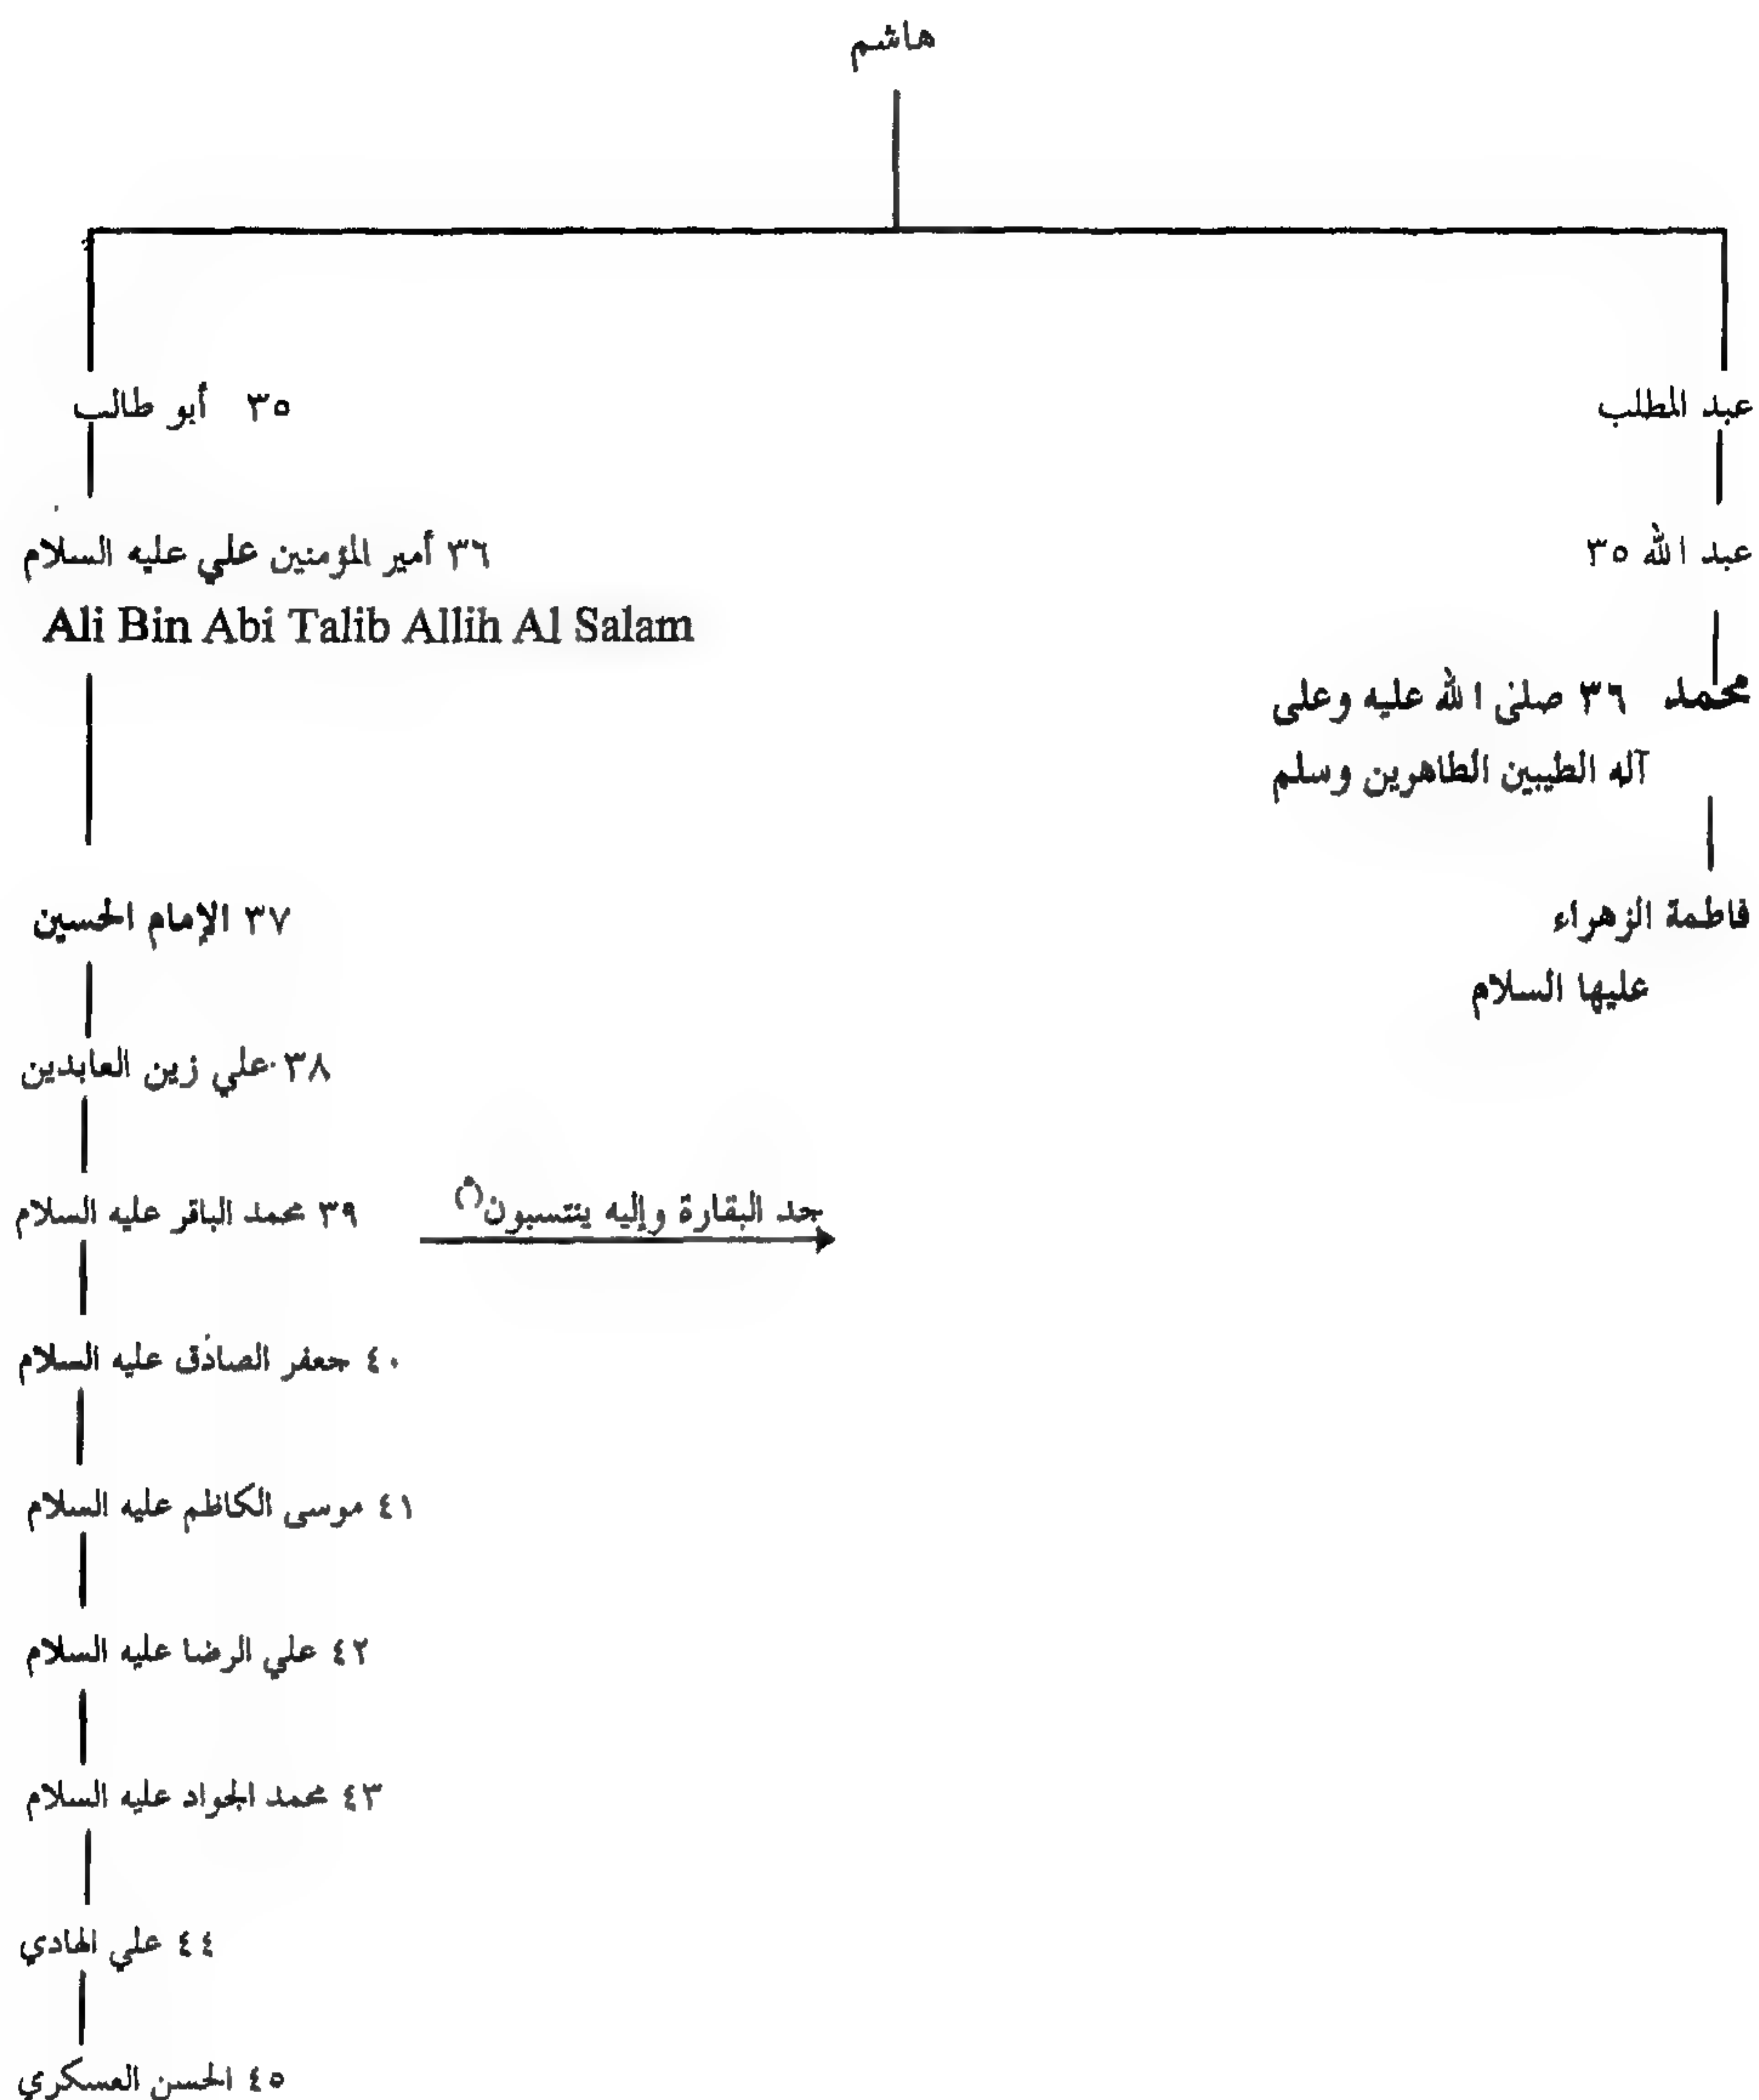 هاشم
عبد المطلب
٣٥ أبو طالب
عبد الله ٣٥
٣٦ أمير المؤمنين علي عليه السلام
Ali Bin Abi Talib Allih Al Salam
محمد ٣٦ صلى الله عليه وعلى
آله الطيبين الطاهرين وسلم
فاطمة الزهراء
عليها السلام
٣٧ الإمام الحسين
٣٨ علي زين العابدين
٣٩ محمد الباقر عليه السلام
جد البقارة وإليه ينتسبون
٤٠ جعفر الصادق عليه السلام
٤١ موسى الكاظم عليه السلام
٤٢ علي الرضا عليه السلام
٤٣ محمد الجواد عليه السلام
٤٤ علي الهادي
٤٥ الحسن العسكري